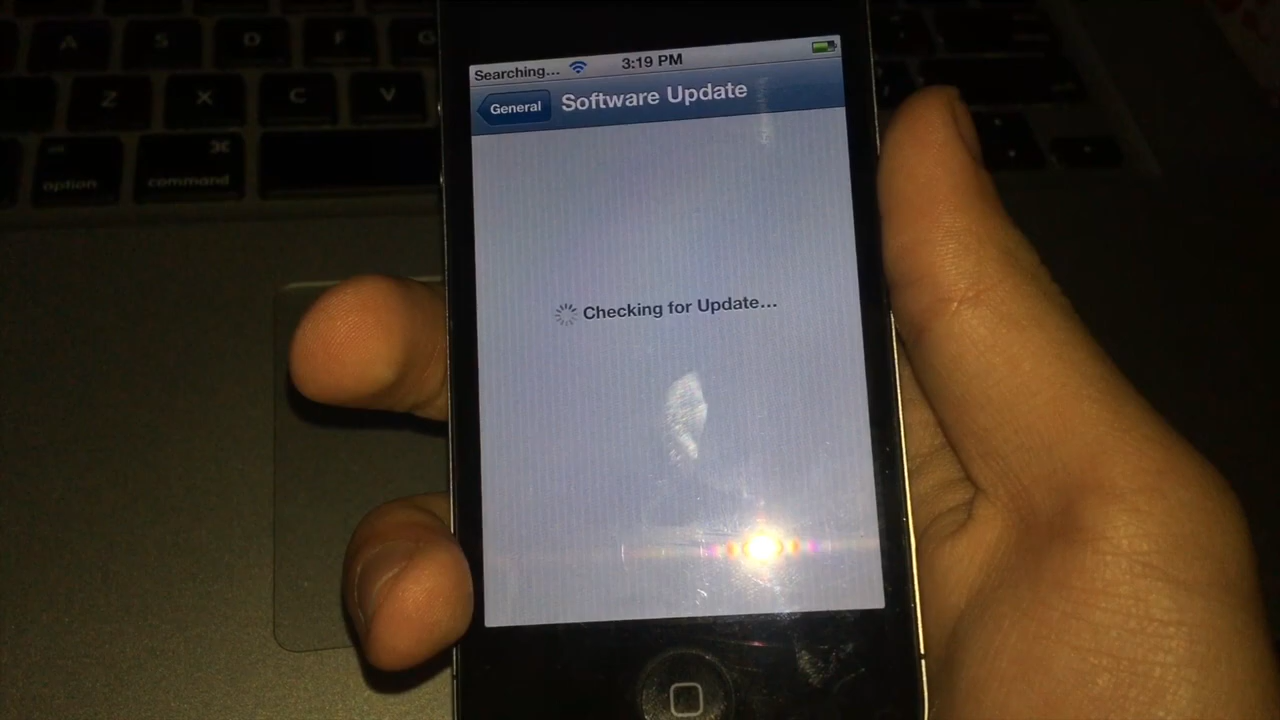 A S D F G
Z X C V
option command ⌘
Searching... 3:19 PM
General Software Update
Checking for Update...